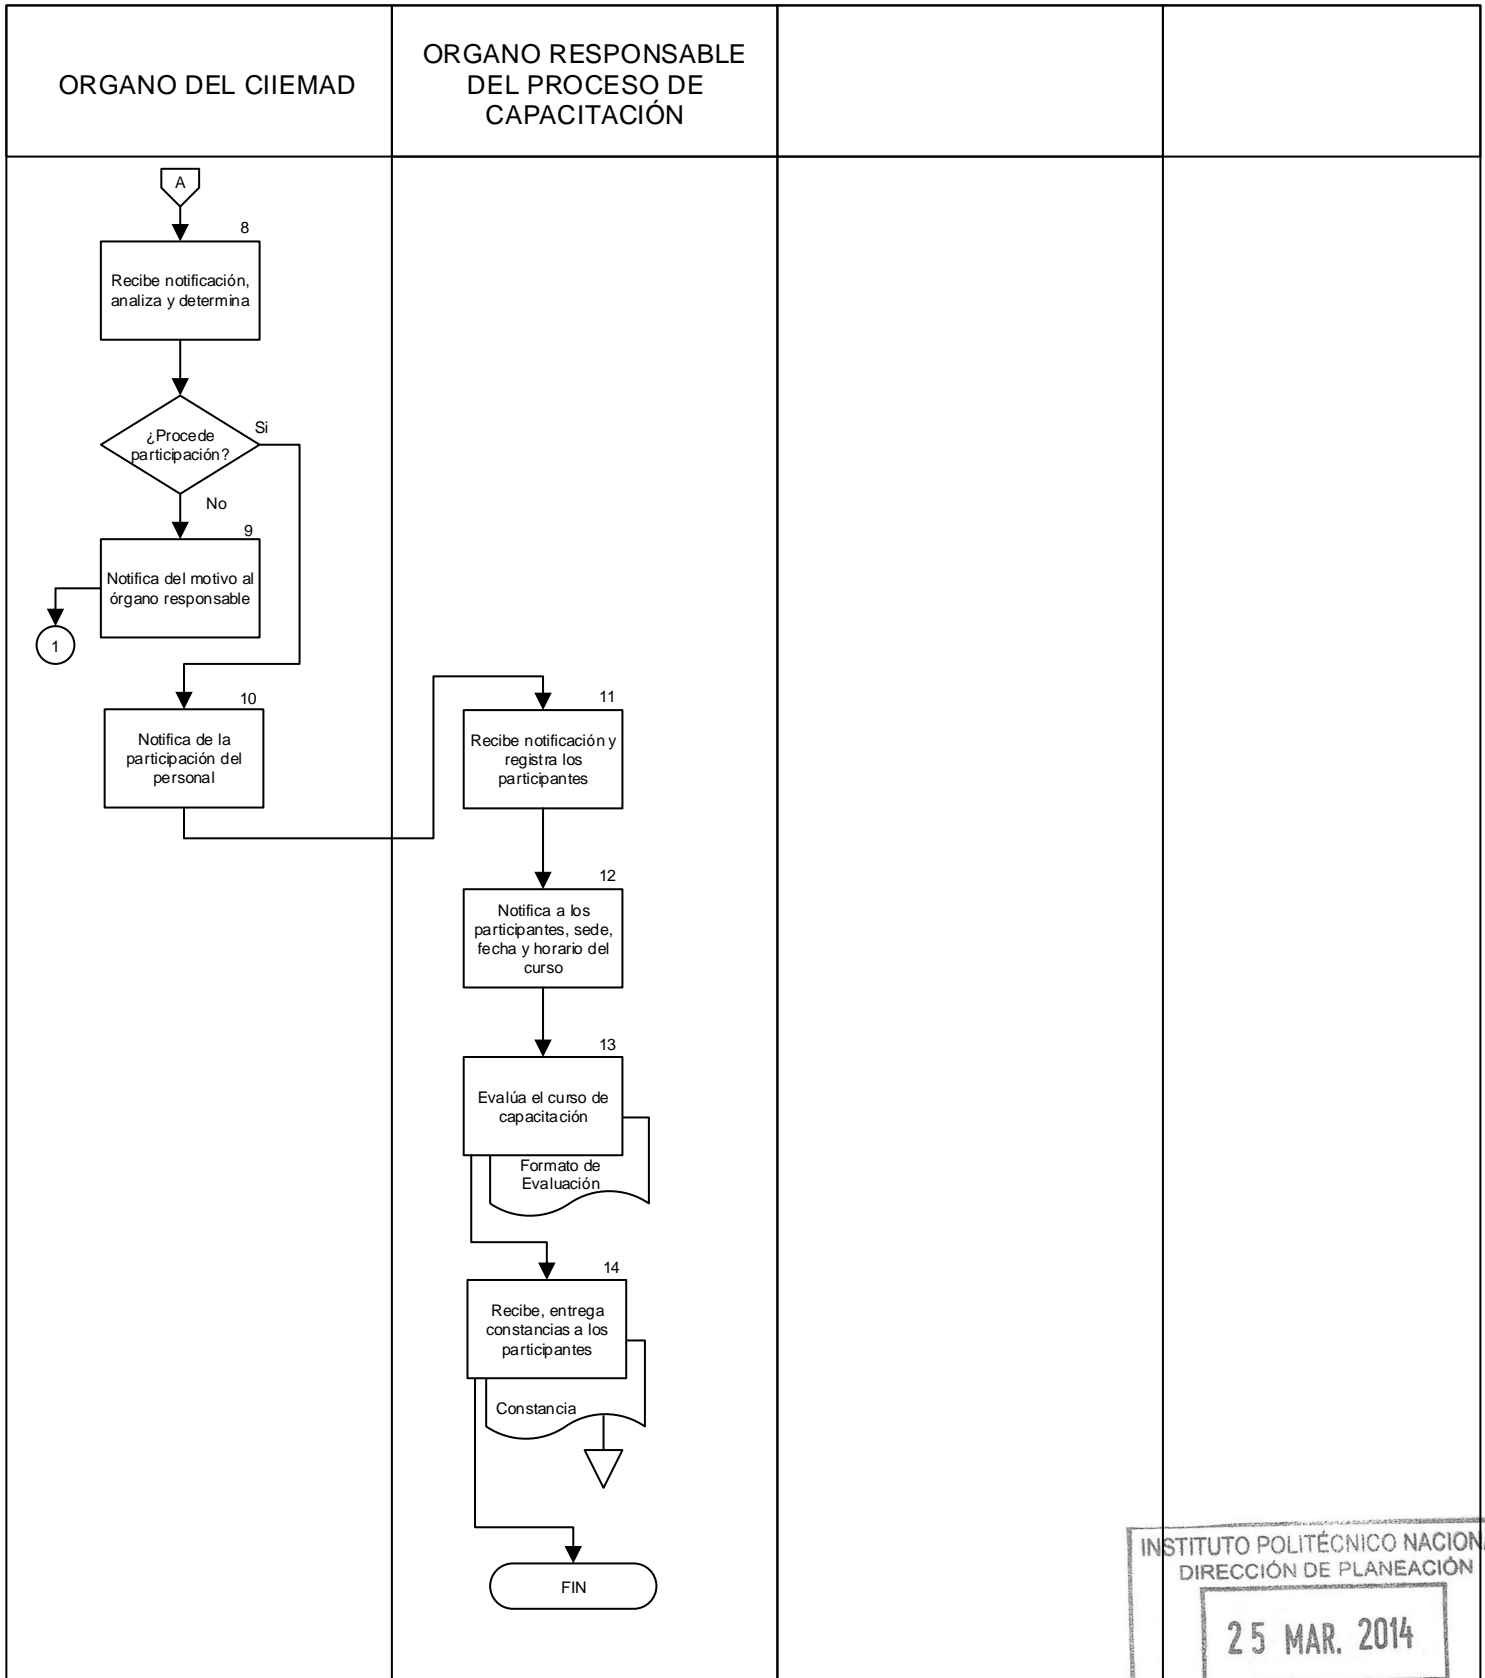 ORGANO DEL CIIEMAD
ORGANO RESPONSABLE
DEL PROCESO DE
CAPACITACIÓN
A
8
Recibe notificación,
analiza y determina
¿Procede
participación?
Si
No
9
Notifica del motivo al
órgano responsable
1
10
Notifica de la
participación del
personal
11
Recibe notificación y
registra los
participantes
12
Notifica a los
participantes, sede,
fecha y horario del
curso
13
Evalúa el curso de
capacitación
Formato de
Evaluación
14
Recibe, entrega
constancias a los
participantes
Constancia
FIN
INSTITUTO POLITÉCNICO NACION
DIRECCIÓN DE PLANEACIÓN
25 MAR. 2014